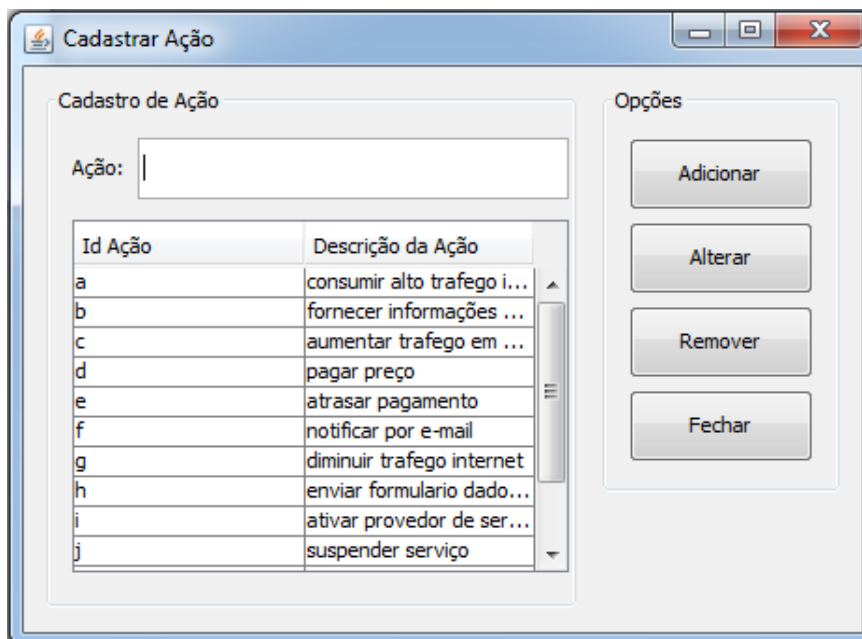 Cadastrar Ação
Cadastro de Ação
Ação:
Id Ação Descrição da Ação
a consumir alto trafego i...
b fornecer informações ...
c aumentar trafego em ...
d pagar preço
e atrasar pagamento
f notificar por e-mail
g diminuir trafego internet
h enviar formulario dado...
i ativar provedor de ser...
j suspender serviço
Opções
Adicionar
Alterar
Remover
Fechar